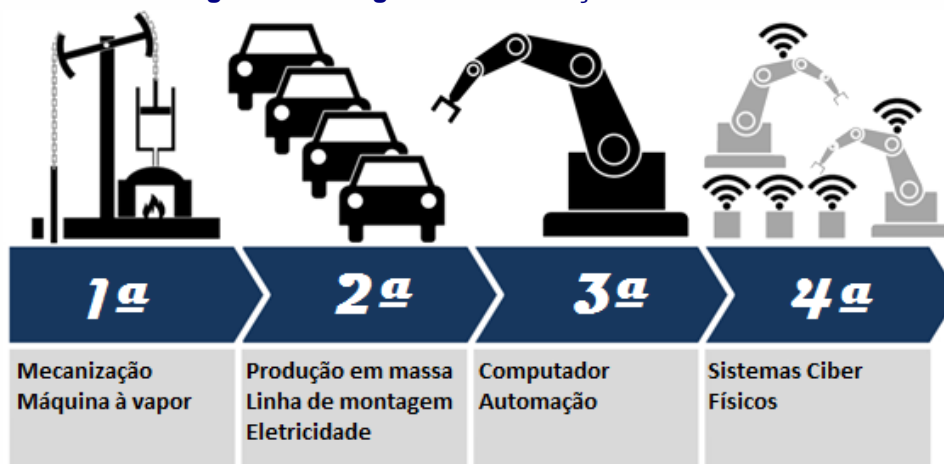 1ª
2ª
3ª
4ª
Mecanização
Máquina à vapor
Produção em massa
Linha de montagem
Eletricidade
Computador
Automação
Sistemas Ciber
Físicos